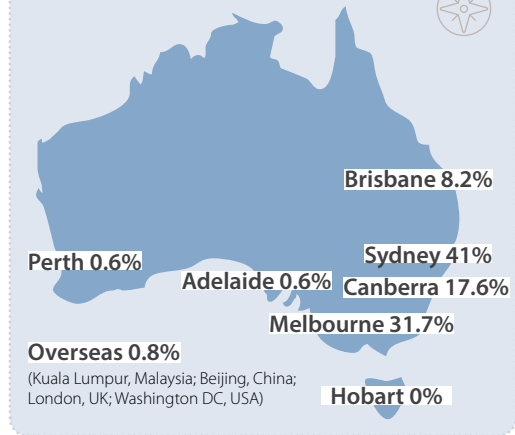 Brisbane 8.2%
Sydney 41%
Perth 0.6%
Adelaide 0.6%
Canberra 17.6%
Melbourne 31.7%
Overseas 0.8%
(Kuala Lumpur, Malaysia; Beijing, China;
London, UK; Washington DC, USA)
Hobart 0%